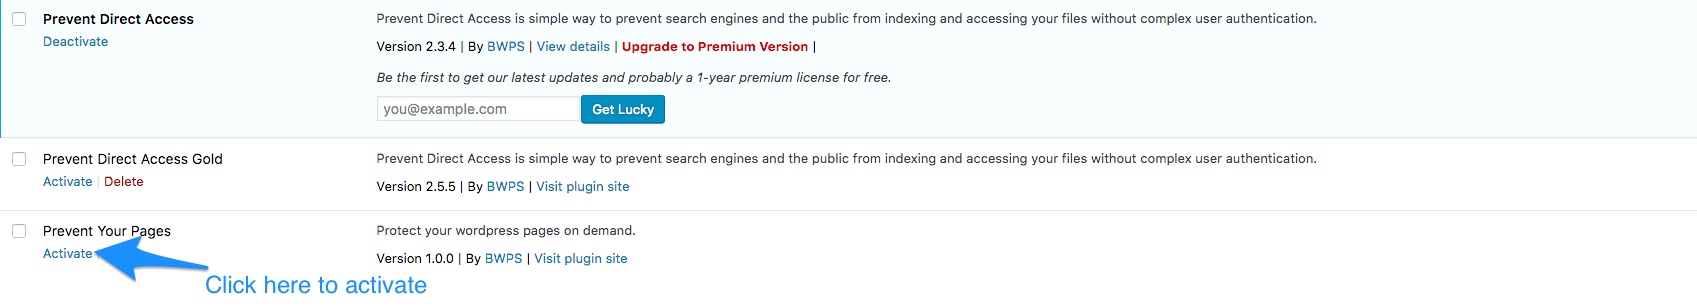 Prevent Direct Access
Prevent Direct Access is simple way to prevent search engines and the public from indexing and accessing your files without complex user authentication.
Deactivate
Version 2.3.4 | By BWPS | View details | Upgrade to Premium Version |
Be the first to get our latest updates and probably a 1-year premium license for free.
you@example.com Get Lucky
Prevent Direct Access Gold
Prevent Direct Access is simple way to prevent search engines and the public from indexing and accessing your files without complex user authentication.
Activate | Delete
Version 2.5.5 | By BWPS | Visit plugin site
Prevent Your Pages
Protect your wordpress pages on demand.
Activate
Version 1.0.0 | By BWPS | Visit plugin site
Click here to activate